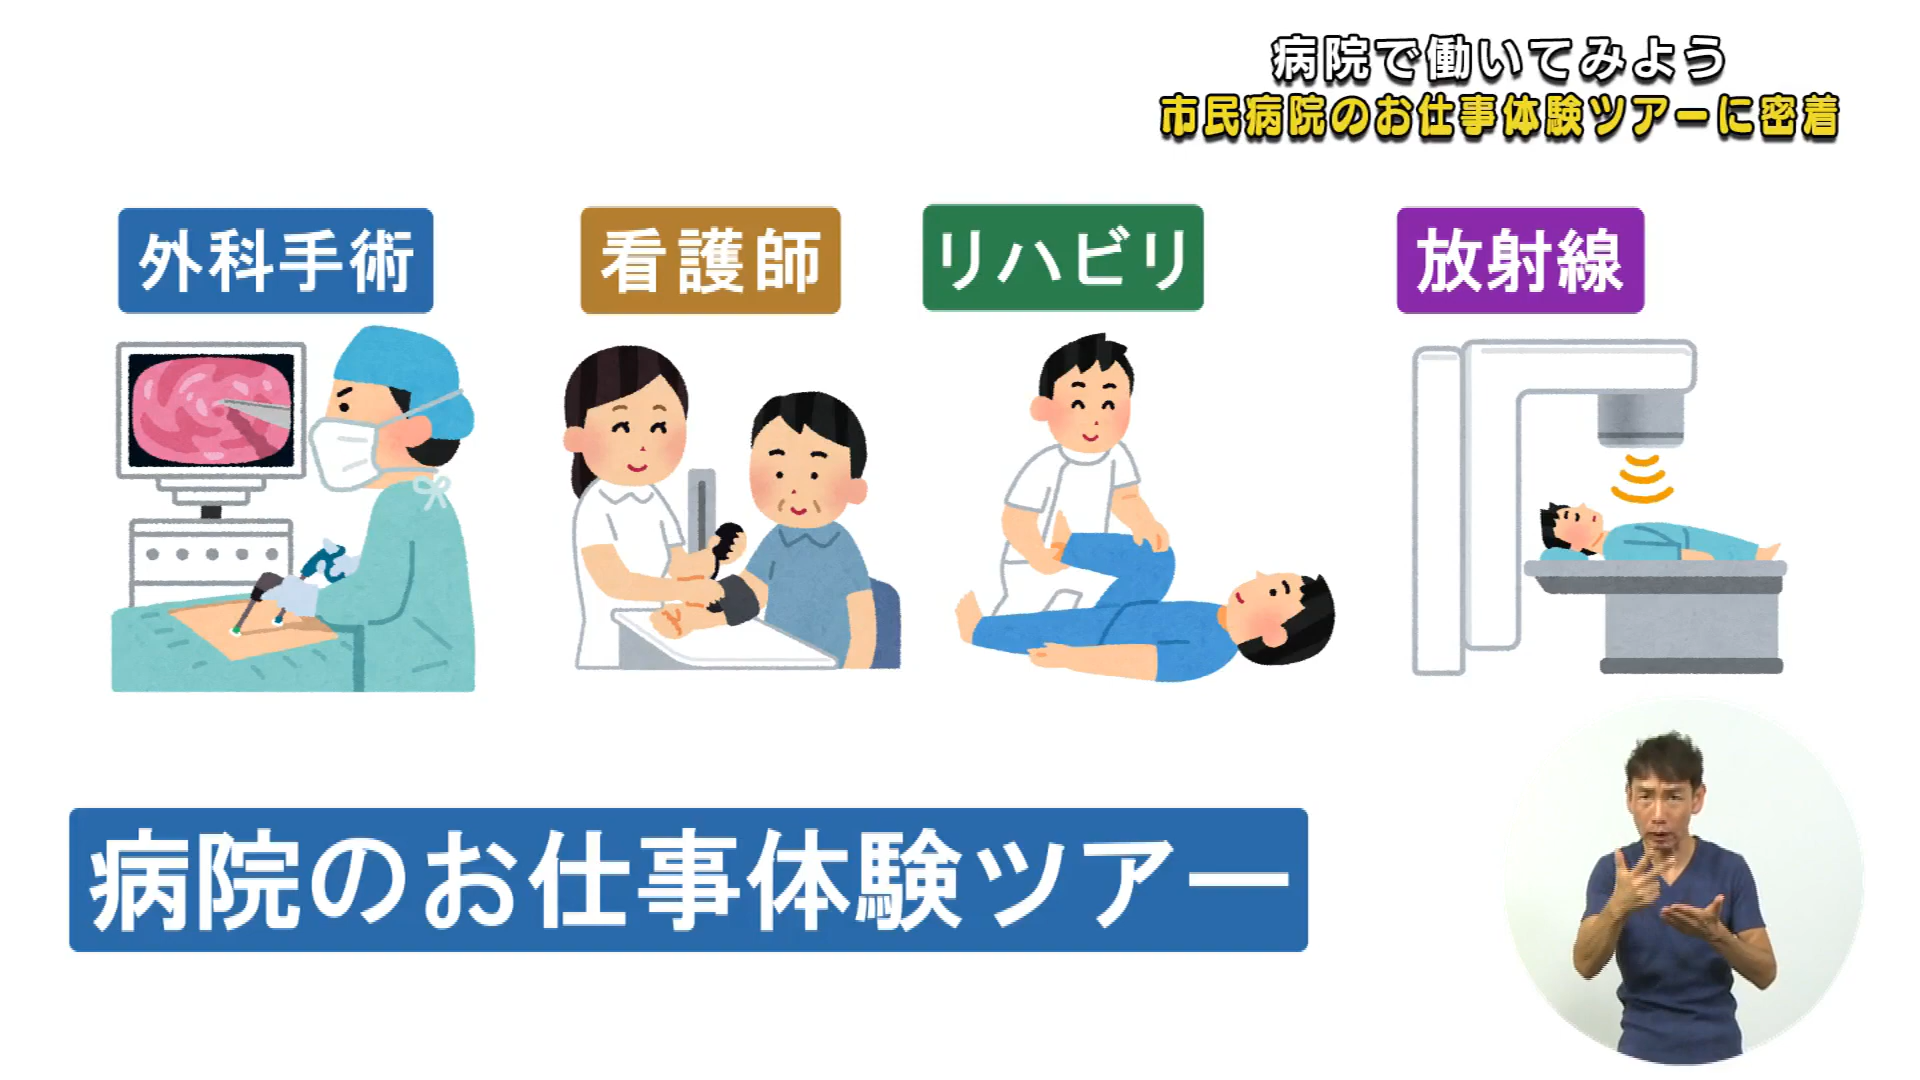 病院で働いてみよう
市民病院のお仕事体験ツアーに密着
外科手術
看護師
リハビリ
放射線
病院のお仕事体験ツアー